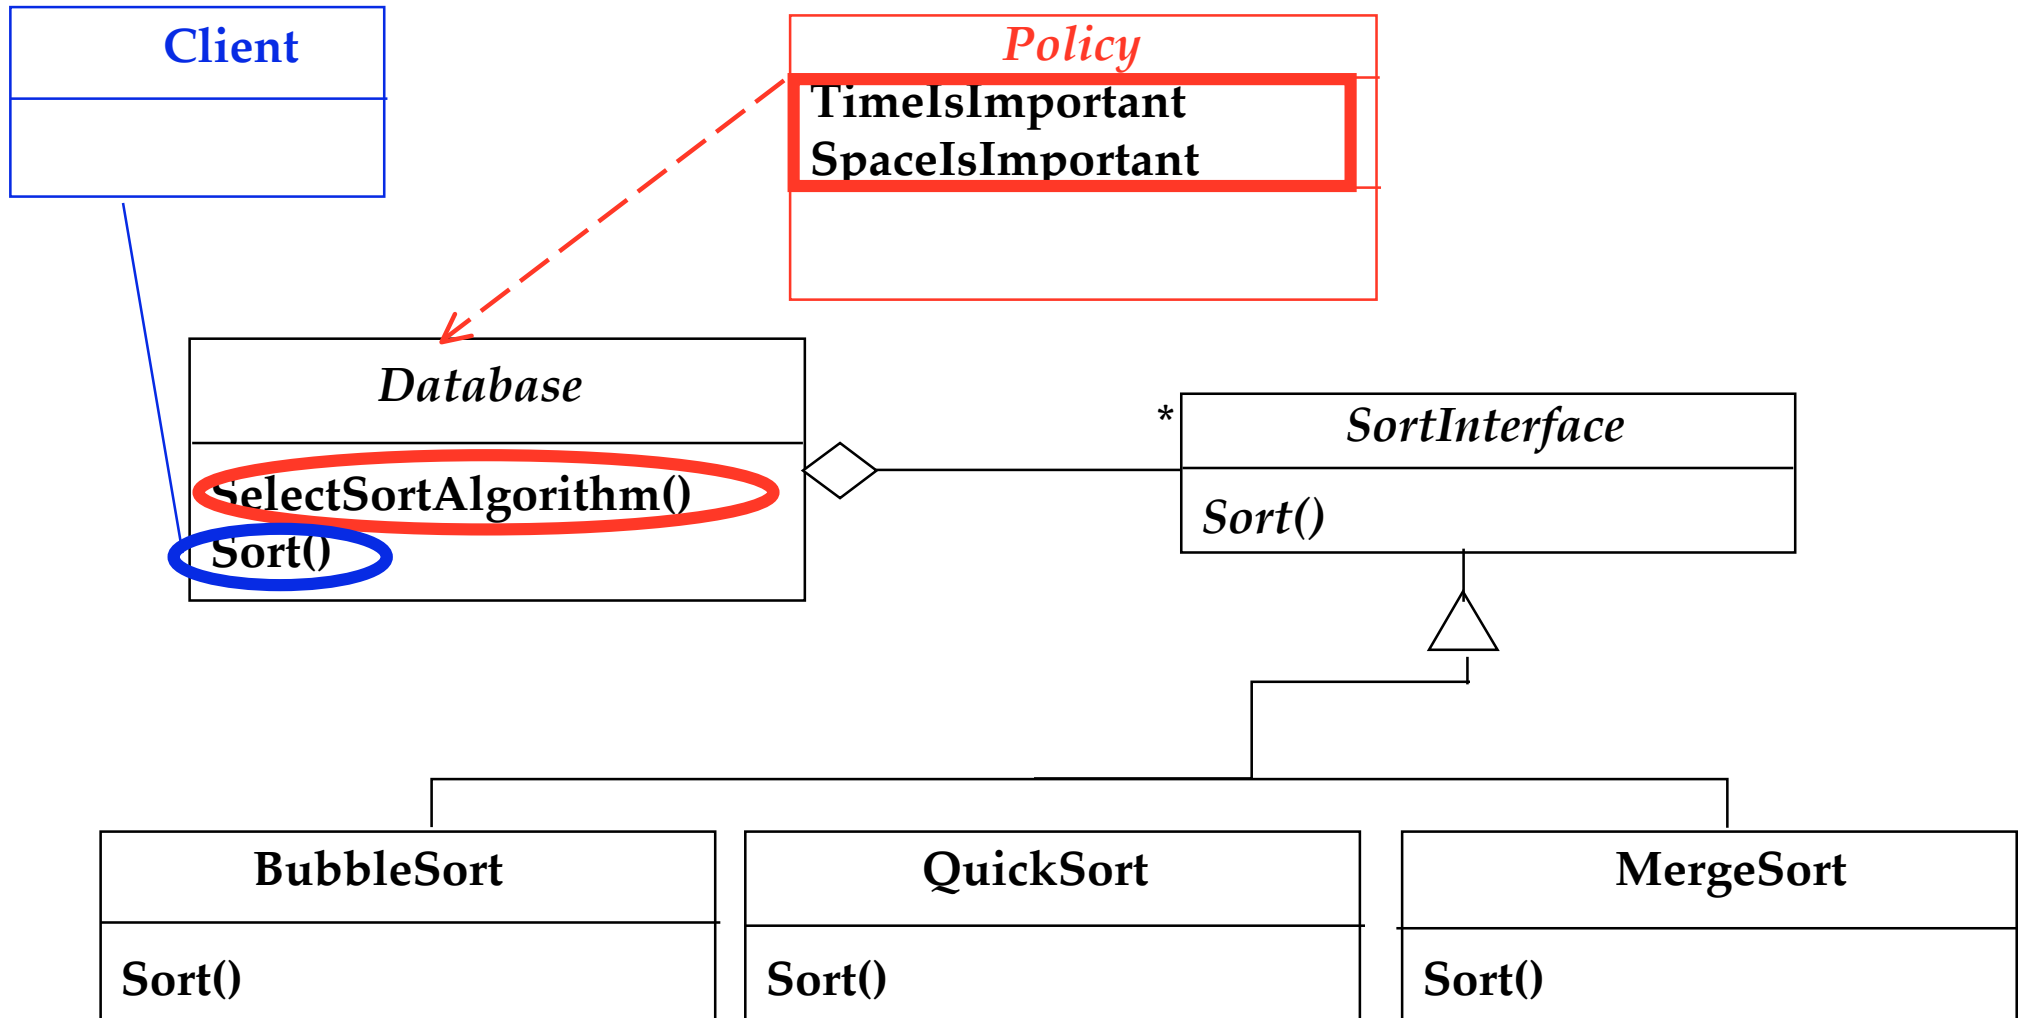 Client
Policy
TimeIsImportant
SpaceIsImportant
Database
SelectSortAlgorithm()
Sort()
*
SortInterface
Sort()
BubbleSort
Sort()
QuickSort
Sort()
MergeSort
Sort()